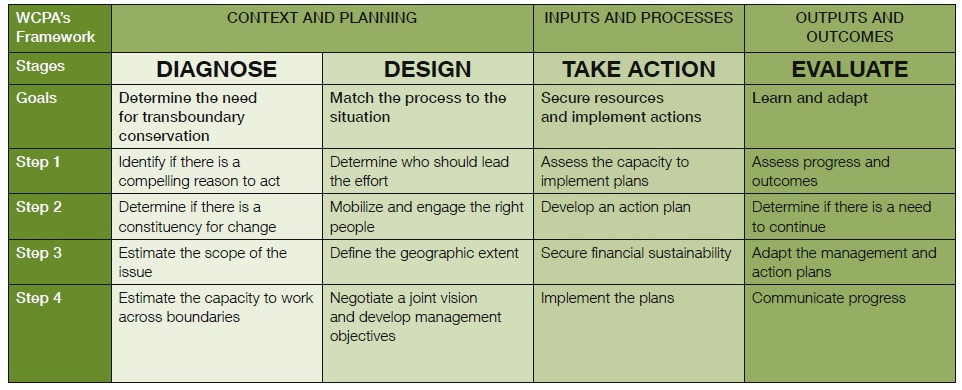 WCPA's
Framework
CONTEXT AND PLANNING
INPUTS AND PROCESSES
OUTPUTS AND
OUTCOMES
Stages
DIAGNOSE
DESIGN
TAKE ACTION
EVALUATE
Goals
Determine the need
for transboundary
conservation
Match the process to the
situation
Secure resources
and implement actions
Learn and adapt
Step 1
Identify if there is a
compelling reason to act
Determine who should lead
the effort
Assess the capacity to
implement plans
Assess progress and
outcomes
Step 2
Determine if there is a
constituency for change
Mobilize and engage the right
people
Develop an action plan
Determine if there is a need
to continue
Step 3
Estimate the scope of the
issue
Define the geographic extent
Secure financial sustainability
Adapt the management and
action plans
Step 4
Estimate the capacity to work
across boundaries
Negotiate a joint vision
and develop management
objectives
Implement the plans
Communicate progress